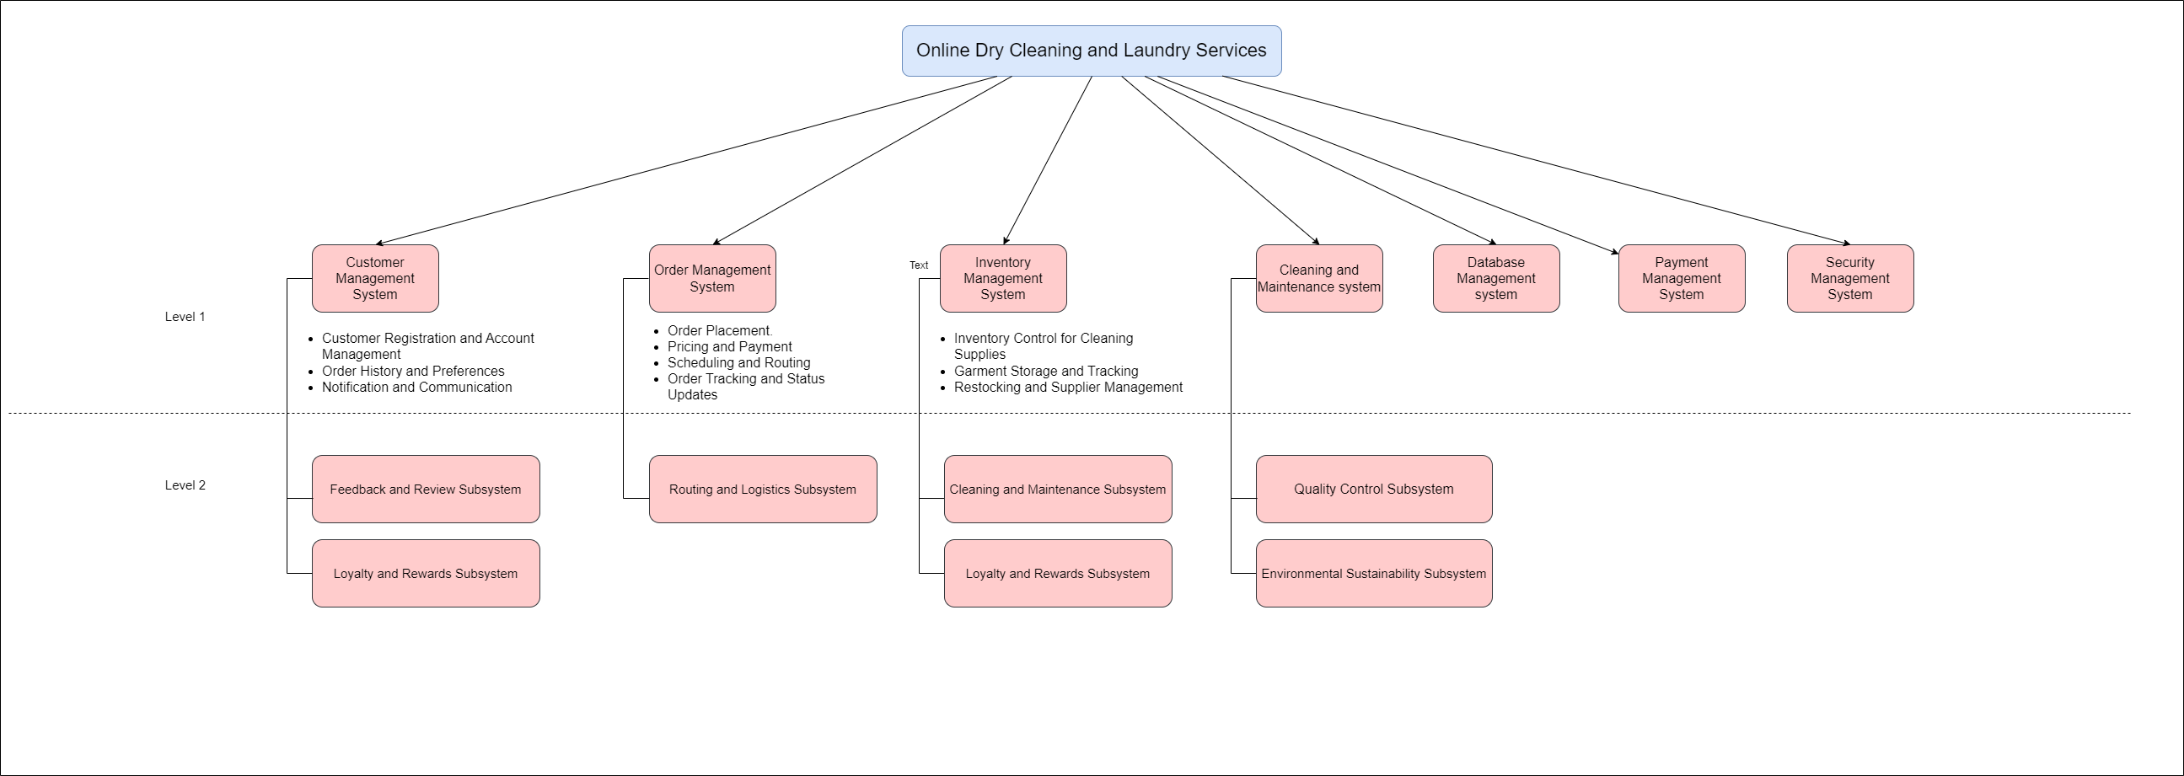 Online Dry Cleaning and Laundry Services
Customer
Management
System
Order Management
System
Text
Inventory
Management
System
Cleaning and
Maintenance system
Database
Management
system
Payment
Management
System
Security
Management
System
Level 1
• Customer Registration and Account
Management
• Order History and Preferences
• Notification and Communication
• Order Placement.
• Pricing and Payment
• Scheduling and Routing
• Order Tracking and Status
Updates
• Inventory Control for Cleaning
Supplies
• Garment Storage and Tracking
• Restocking and Supplier Management
Level 2
Feedback and Review Subsystem
Routing and Logistics Subsystem
Cleaning and Maintenance Subsystem
Quality Control Subsystem
Loyalty and Rewards Subsystem
Loyalty and Rewards Subsystem
Environmental Sustainability Subsystem